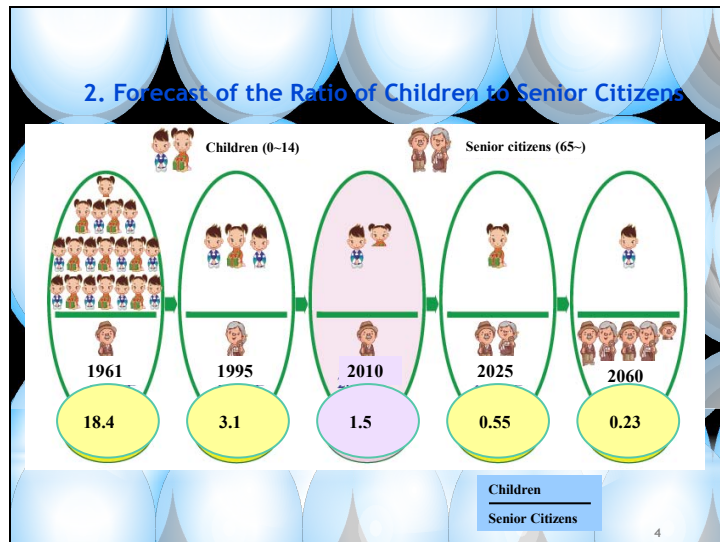 2. Forecast of the Ratio of Children to Senior Citizens
Children (0~14)
Senior citizens (65~)
1961
1995
2010
2025
2060
18.4
3.1
1.5
0.55
0.23
Children
Senior Citizens
4